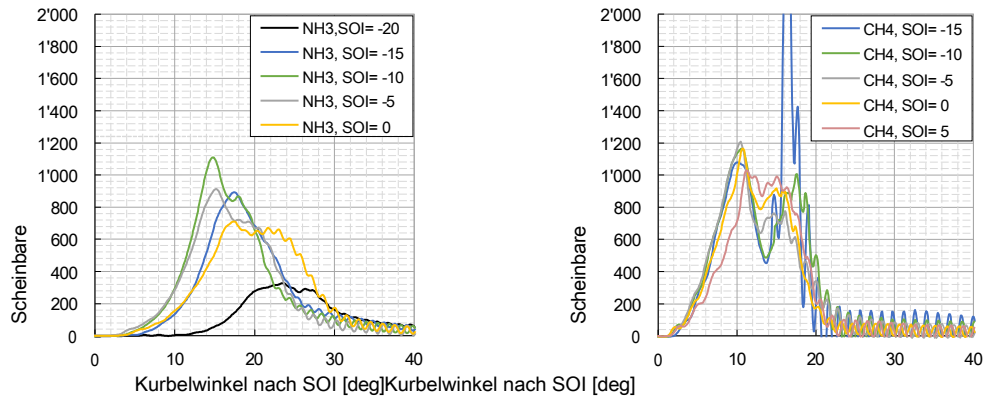 2'000
1'800
1'600
1'400
1'200
1'000
800
600
400
200
0
Scheinbare
NH3,SOI= -20
NH3, SOI= -15
NH3, SOI= -10
NH3, SOI= -5
NH3, SOI= 0
0 10 20 30 40
2'000
1'800
1'600
1'400
1'200
1'000
800
600
400
200
0
Scheinbare
CH4, SOI= -15
CH4, SOI= -10
CH4, SOI= -5
CH4, SOI= 0
CH4, SOI= 5
0 10 20 30 40
Kurbelwinkel nach SOI [deg]Kurbelwinkel nach SOI [deg]